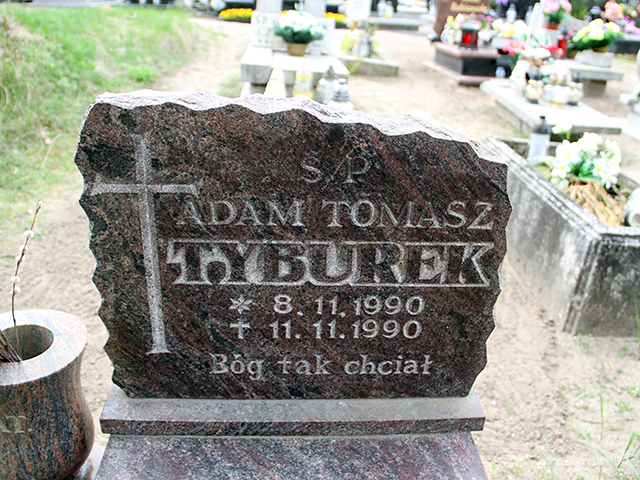 Ś/P
ADAM TOMASZ
TYBUREK
* 8.11.1990
✝ 11.11.1990
Bóg tak chciał